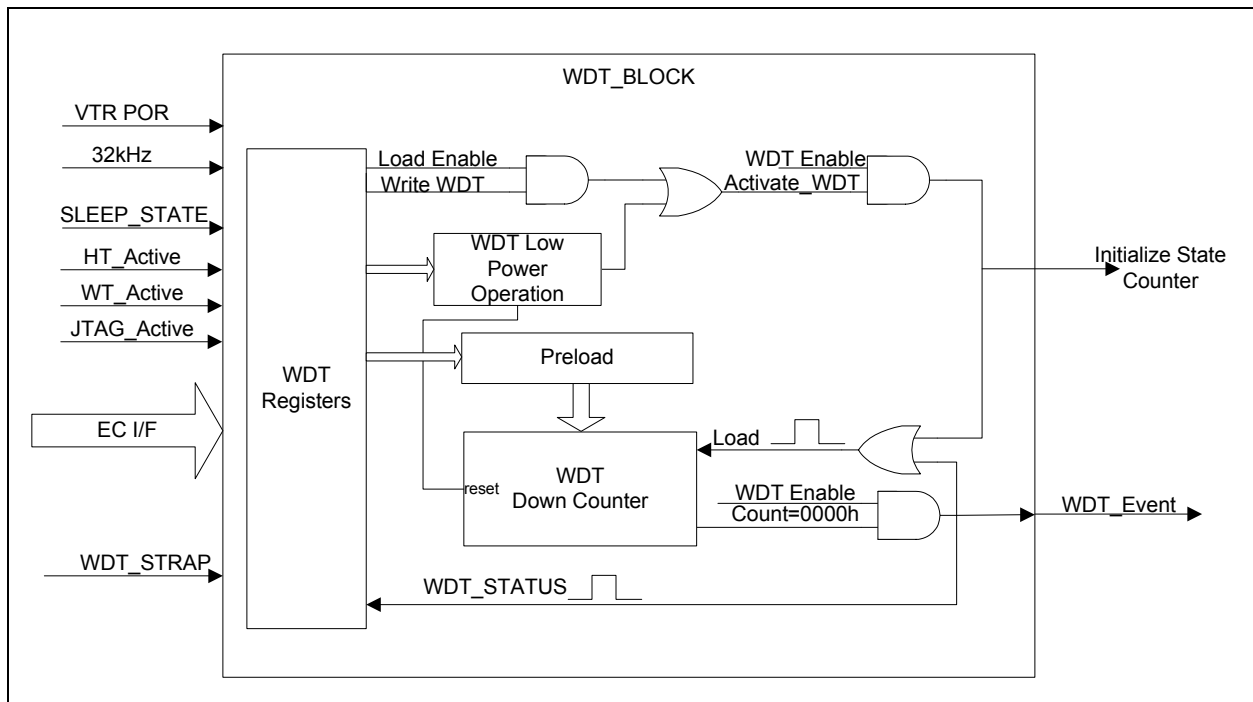 WDT_BLOCK
VTR POR
32kHz
SLEEP_STATE
HT_Active
WT_Active
JTAG_Active
EC I/F
WDT_STRAP
WDT
Registers
Load Enable
Write WDT
WDT Low
Power
Operation
Preload
WDT Enable
Activate_WDT
Initialize State
Counter
Load
reset
WDT
Down Counter
WDT Enable
Count=0000h
WDT_Event
WDT_STATUS